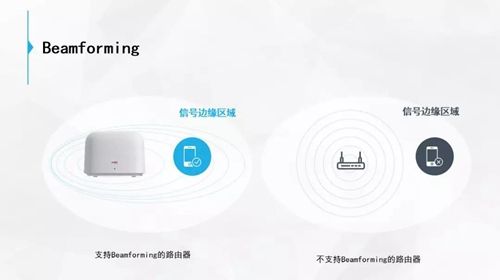 Beamforming
信号边缘区域
信号边缘区域
支持Beamforming的路由器
不支持Beamforming的路由器